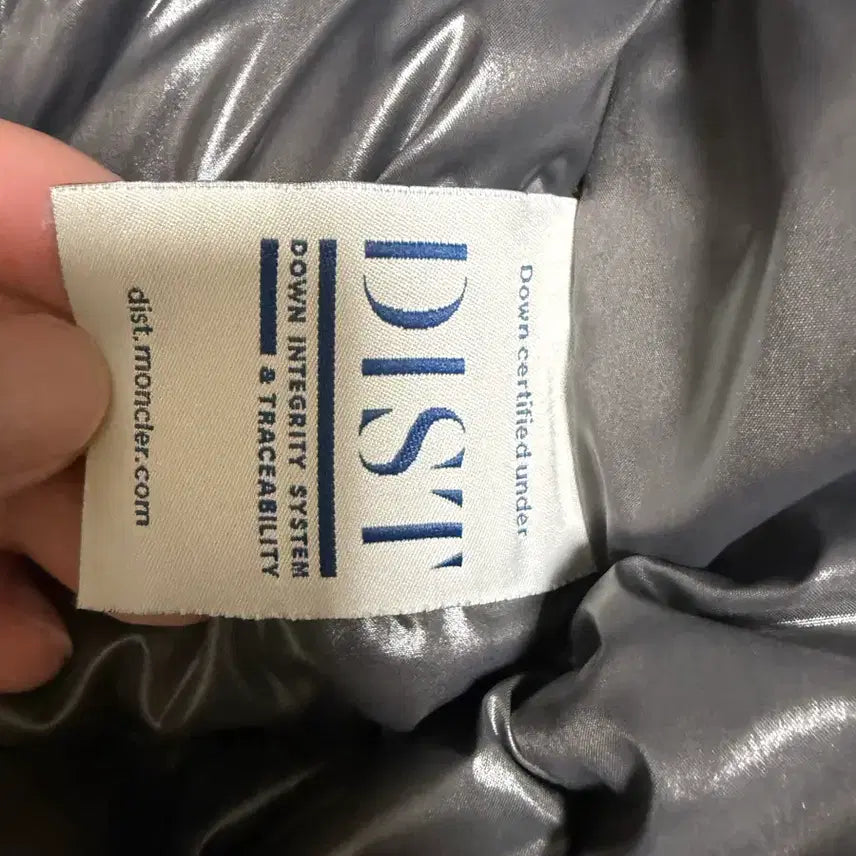 Down certified under
DIST
DOWN INTEGRITY SYSTEM
& TRACEABILITY
dist.moncler.com